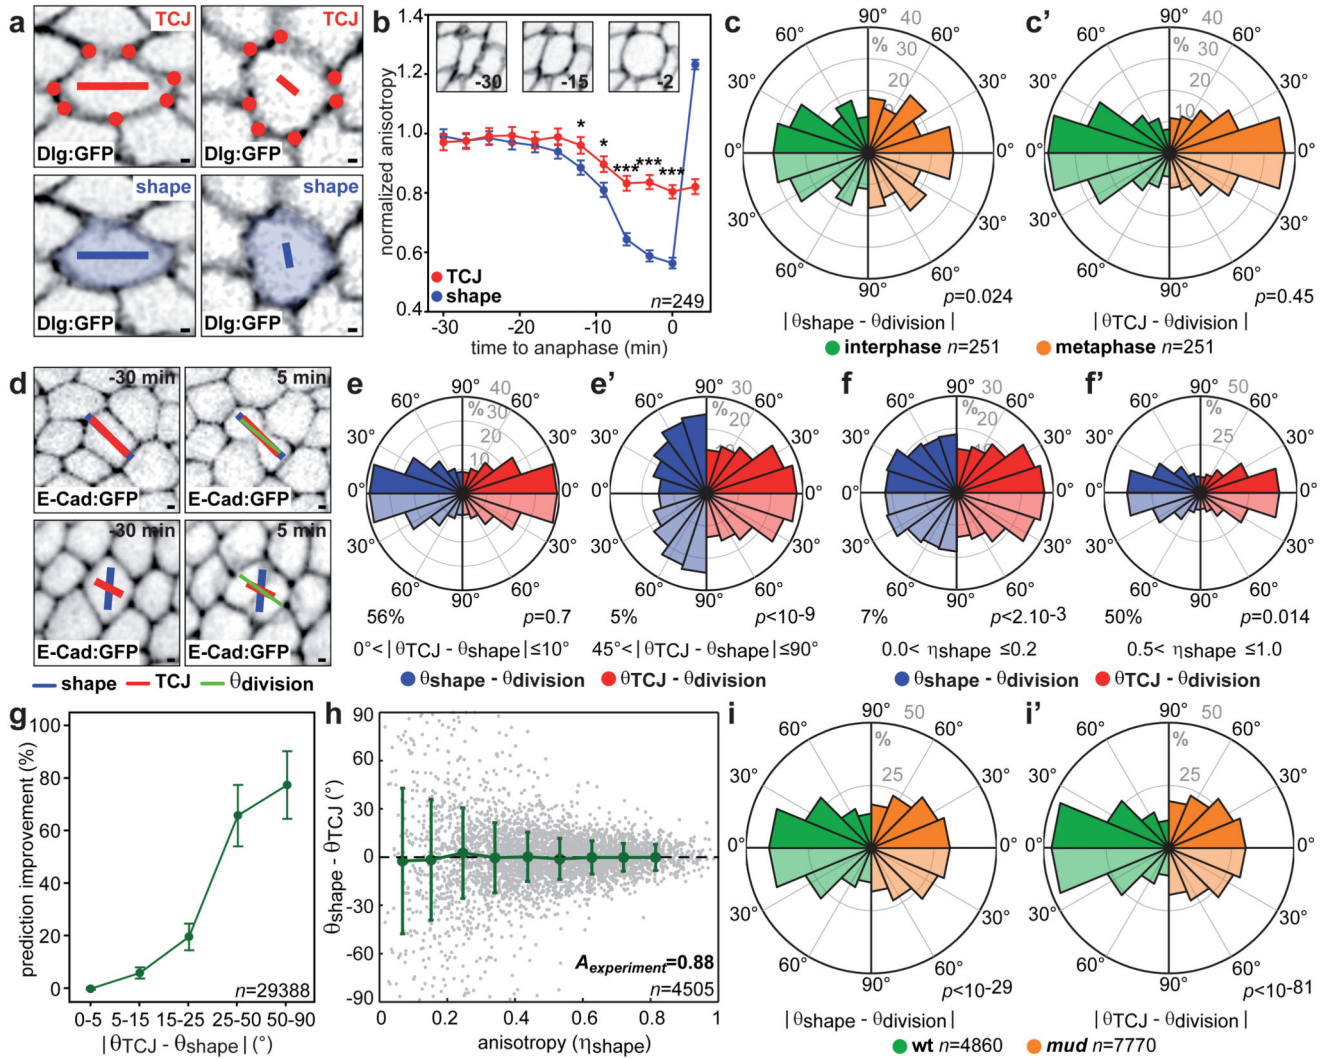 a
TCJ
TCJ
Dlg:GFP
Dlg:GFP
shape
shape
Dlg:GFP
Dlg:GFP
b
normalized anisotropy
1.4
1.2
1.0
0.8
0.6
0.4
-30
-15
-2
*
*
***
***
***
TCJ
shape
n=249
-30
-20
-10
0
time to anaphase (min)
c
90°
40
%
30
20
60°
60°
30°
30°
0°
0°
30°
30°
60°
60°
90°
p=0.024
|θshape - θdivision|
c'
90°
40
%
30
20
10
60°
60°
30°
30°
0°
0°
30°
30°
60°
60°
90°
p=0.45
|θTCJ - θdivision|
interphase n=251
metaphase n=251
d
-30 min
5 min
E-Cad:GFP
E-Cad:GFP
-30 min
5 min
E-Cad:GFP
E-Cad:GFP
shape
TCJ
θdivision
e
90°
40
%
30
20
10
60°
60°
30°
30°
0°
0°
30°
30°
60°
60°
90°
56%
p=0.7
0°<|θTCJ - θshape|≤10°
e'
90°
30
%
20
60°
60°
30°
30°
0°
0°
30°
30°
60°
60°
90°
5%
p<10-9
45°<|θTCJ - θshape|≤90°
θshape - θdivision
θTCJ - θdivision
f
90°
30
%
20
60°
60°
30°
30°
0°
0°
30°
30°
60°
60°
90°
7%
p<2.10-3
0.0< ηshape ≤0.2
f'
90°
50
%
25
60°
60°
30°
30°
0°
0°
30°
30°
60°
60°
90°
50%
p=0.014
0.5< ηshape ≤1.0
θshape - θdivision
θTCJ - θdivision
g
prediction improvement (%)
100
80
60
40
20
0
n=29388
0-5
5-15
15-25
25-50
50-90
|θTCJ - θshape| (°)
h
θshape - θTCJ (°)
90
60
30
0
-30
-60
-90
Aexperiment=0.88
n=4505
0
0.2
0.4
0.6
0.8
1
anisotropy (ηshape)
i
90°
50
%
25
60°
60°
30°
30°
0°
0°
30°
30°
60°
60°
90°
p<10-29
|θshape - θdivision|
i'
90°
50
%
25
60°
60°
30°
30°
0°
0°
30°
30°
60°
60°
90°
p<10-81
|θTCJ - θdivision|
wt n=4860
mud n=7770